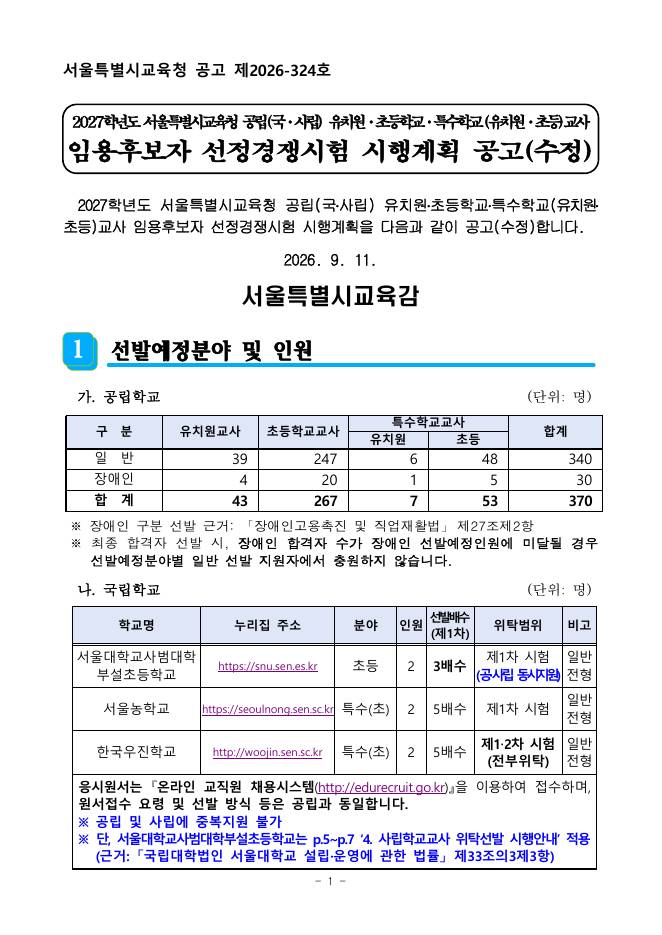 서울특별시교육청 공고 제2026-324호
2027학년도 서울특별시교육청 공립(국·사립) 유치원·초등학교·특수학교(유치원·초등)교사
임용후보자 선정경쟁시험 시행계획 공고(수정)
2027학년도 서울특별시교육청 공립(국·사립) 유치원·초등학교·특수학교(유치원·
초등)교사 임용후보자 선정경쟁시험 시행계획을 다음과 같이 공고(수정)합니다.
2026. 9. 11.
서울특별시교육감
1 선발예정분야 및 인원
가. 공립학교 (단위: 명)
구 분 유치원교사 초등학교교사 특수학교교사 합계
유치원 초등
일 반 39 247 6 48 340
장애인 4 20 1 5 30
합 계 43 267 7 53 370
※ 장애인 구분 선발 근거: 「장애인고용촉진 및 직업재활법」 제27조제2항
※ 최종 합격자 선발 시, 장애인 합격자 수가 장애인 선발예정인원에 미달될 경우
선발예정분야별 일반 선발 지원자에서 충원하지 않습니다.
나. 국립학교 (단위: 명)
학교명 누리집 주소 분야 인원 선발배수 위탁범위 비고
(제1차)
서울대학교사범대학 제1차 시험 일반
부설초등학교 https://snu.sen.es.kr 초등 2 3배수 (공·사립 동시지원) 전형
서울농학교 https://seoulnong.sen.sc.kr 특수(초) 2 5배수 제1차 시험 일반
전형
한국우진학교 http://woojin.sen.sc.kr 특수(초) 2 5배수 제1·2차 시험 일반
(전부위탁) 전형
응시원서는 『온라인 교직원 채용시스템(http://edurecruit.go.kr)』을 이용하여 접수하며,
원서접수 요령 및 선발 방식 등은 공립과 동일합니다.
※ 공립 및 사립에 중복지원 불가
※ 단, 서울대학교사범대학부설초등학교는 p.5~p.7 '4. 사립학교교사 위탁선발 시행안내' 적용
(근거:「국립대학법인 서울대학교 설립·운영에 관한 법률」제33조의3제3항)
- 1 -